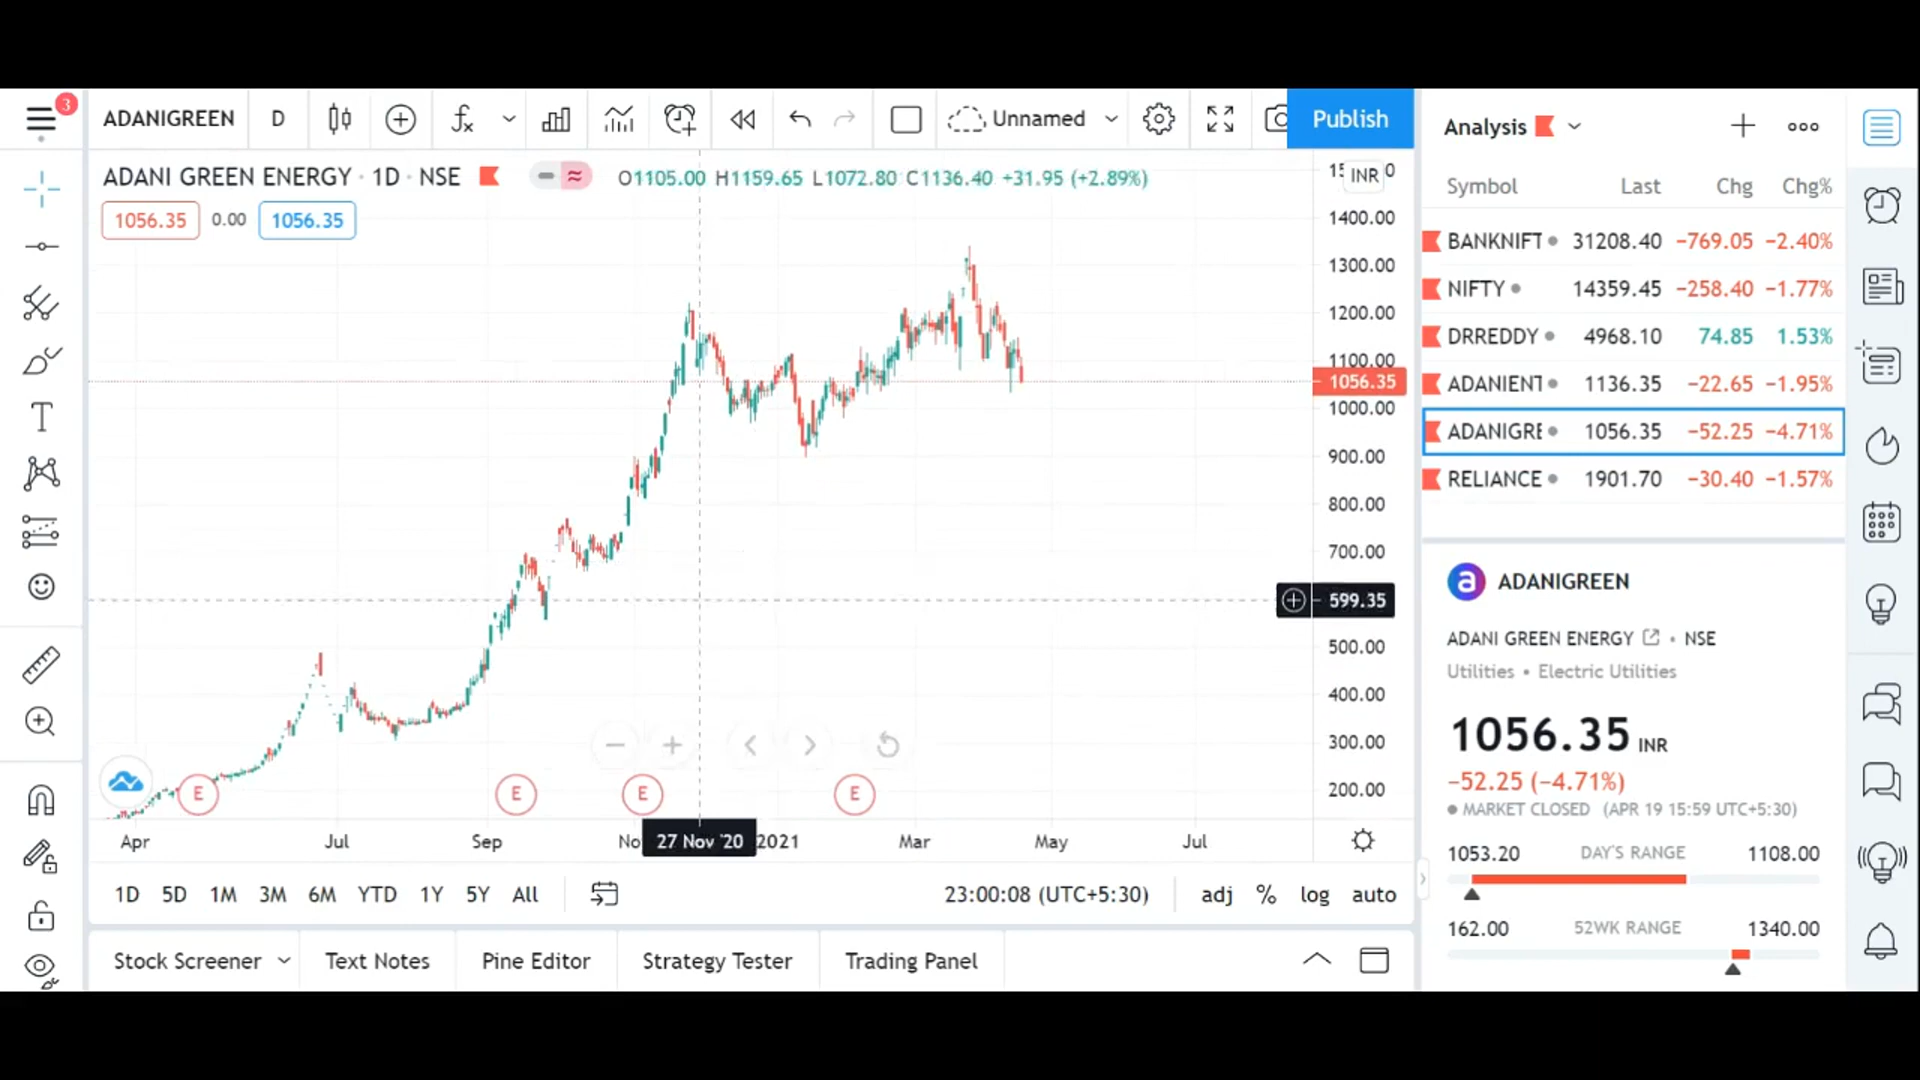 3
ADANIGREEN D Unnamed Publish
ADANI GREEN ENERGY · 1D · NSE O1105.00 H1159.65 L1072.80 C1136.40 +31.95 (+2.89%)
1056.35 0.00 1056.35
INR
1400.00
1300.00
1200.00
1100.00
1056.35
1000.00
900.00
800.00
700.00
599.35
500.00
400.00
300.00
200.00
E E E E
Apr Jul Sep 27 Nov '20 2021 Mar May Jul
1D 5D 1M 3M 6M YTD 1Y 5Y All 23:00:08 (UTC+5:30) adj % log auto
Stock Screener Text Notes Pine Editor Strategy Tester Trading Panel
Analysis
Symbol Last Chg Chg%
BANKNIFT 31208.40 −769.05 −2.40%
NIFTY 14359.45 −258.40 −1.77%
DRREDDY 4968.10 74.85 1.53%
ADANIENT 1136.35 −22.65 −1.95%
ADANIGRE 1056.35 −52.25 −4.71%
RELIANCE 1901.70 −30.40 −1.57%
a ADANIGREEN
ADANI GREEN ENERGY • NSE
Utilities • Electric Utilities
1056.35 INR
−52.25 (−4.71%)
MARKET CLOSED (APR 19 15:59 UTC+5:30)
1053.20 DAY'S RANGE 1108.00
162.00 52WK RANGE 1340.00